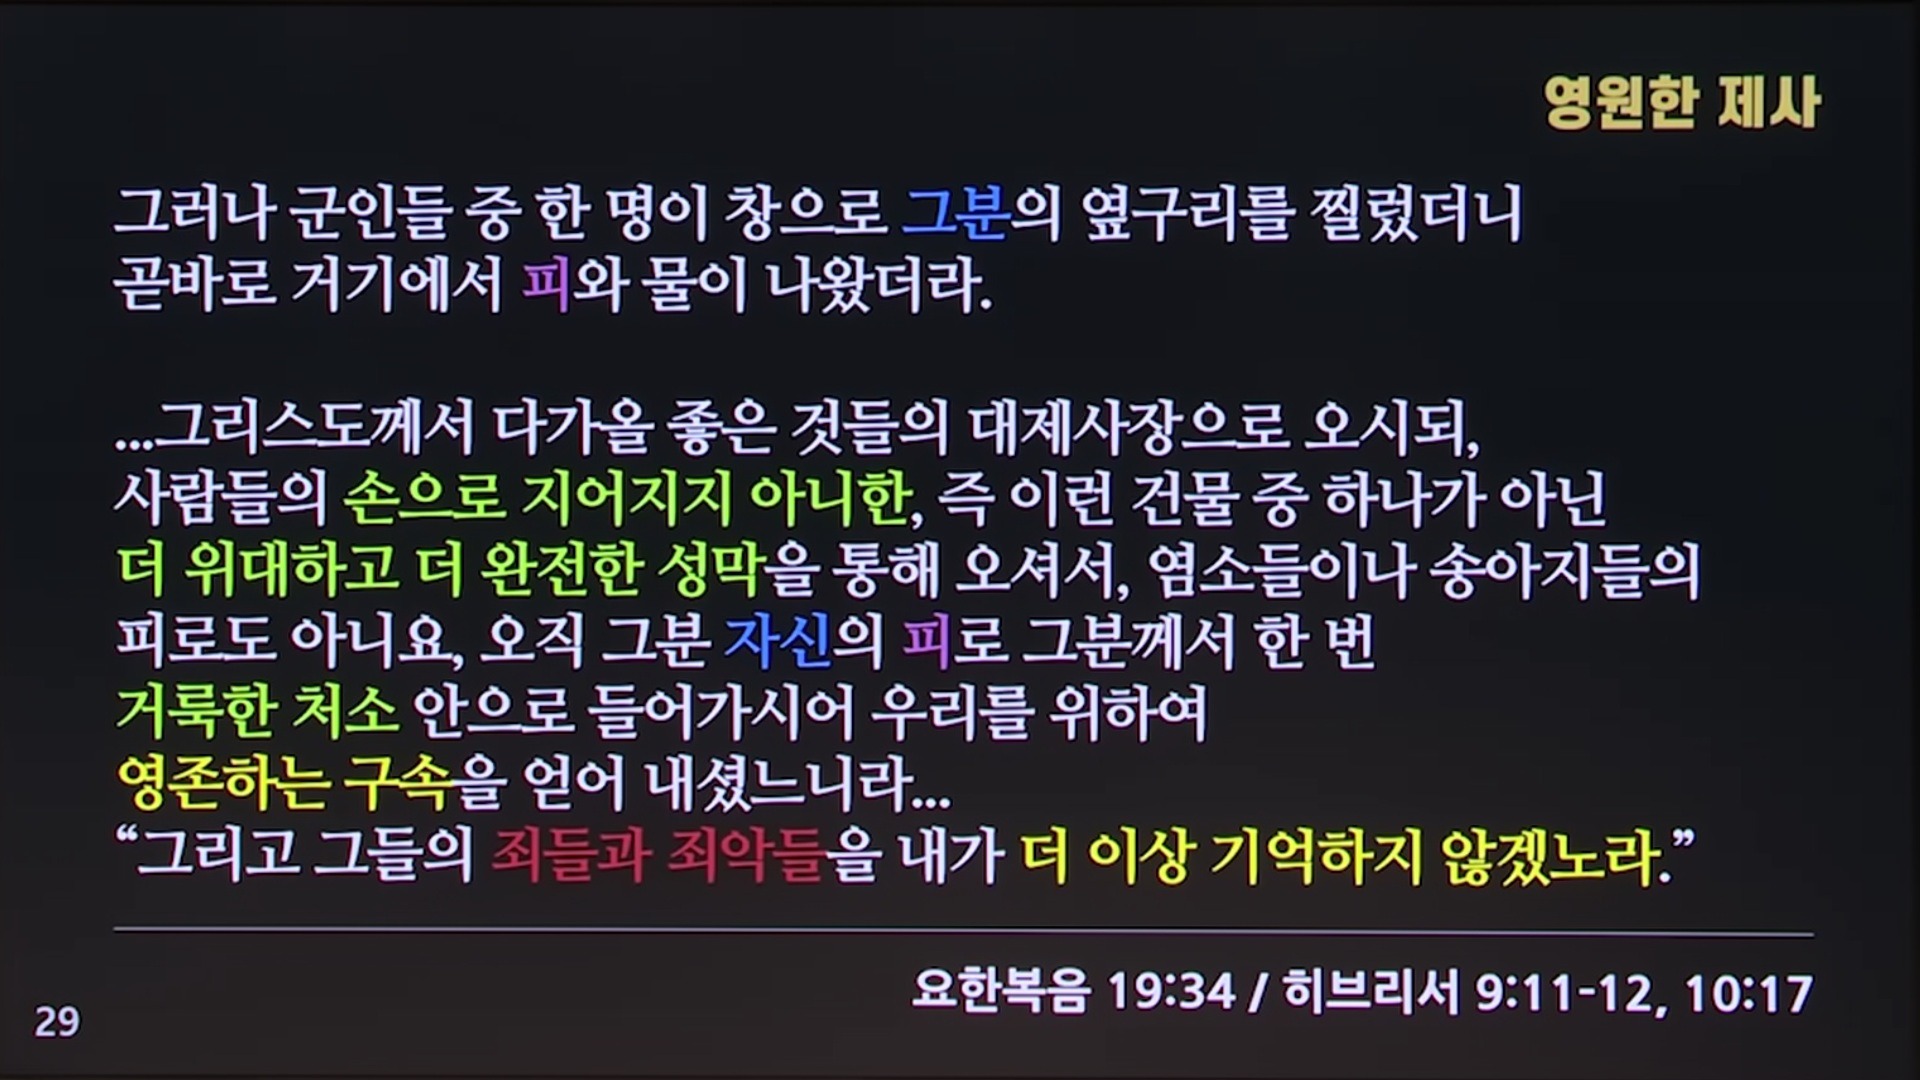 영원한 제사
그러나 군인들 중 한 명이 창으로 그분의 옆구리를 찔렀더니
곧바로 거기에서 피와 물이 나왔더라.
...그리스도께서 다가올 좋은 것들의 대제사장으로 오시되,
사람들의 손으로 지어지지 아니한, 즉 이런 건물 중 하나가 아닌
더 위대하고 더 완전한 성막을 통해 오셔서, 염소들이나 송아지들의
피로도 아니요, 오직 그분 자신의 피로 그분께서 한 번
거룩한 처소 안으로 들어가시어 우리를 위하여
영존하는 구속을 얻어 내셨느니라...
“그리고 그들의 죄들과 죄악들을 내가 더 이상 기억하지 않겠노라.”
요한복음 19:34 / 히브리서 9:11-12, 10:17
29